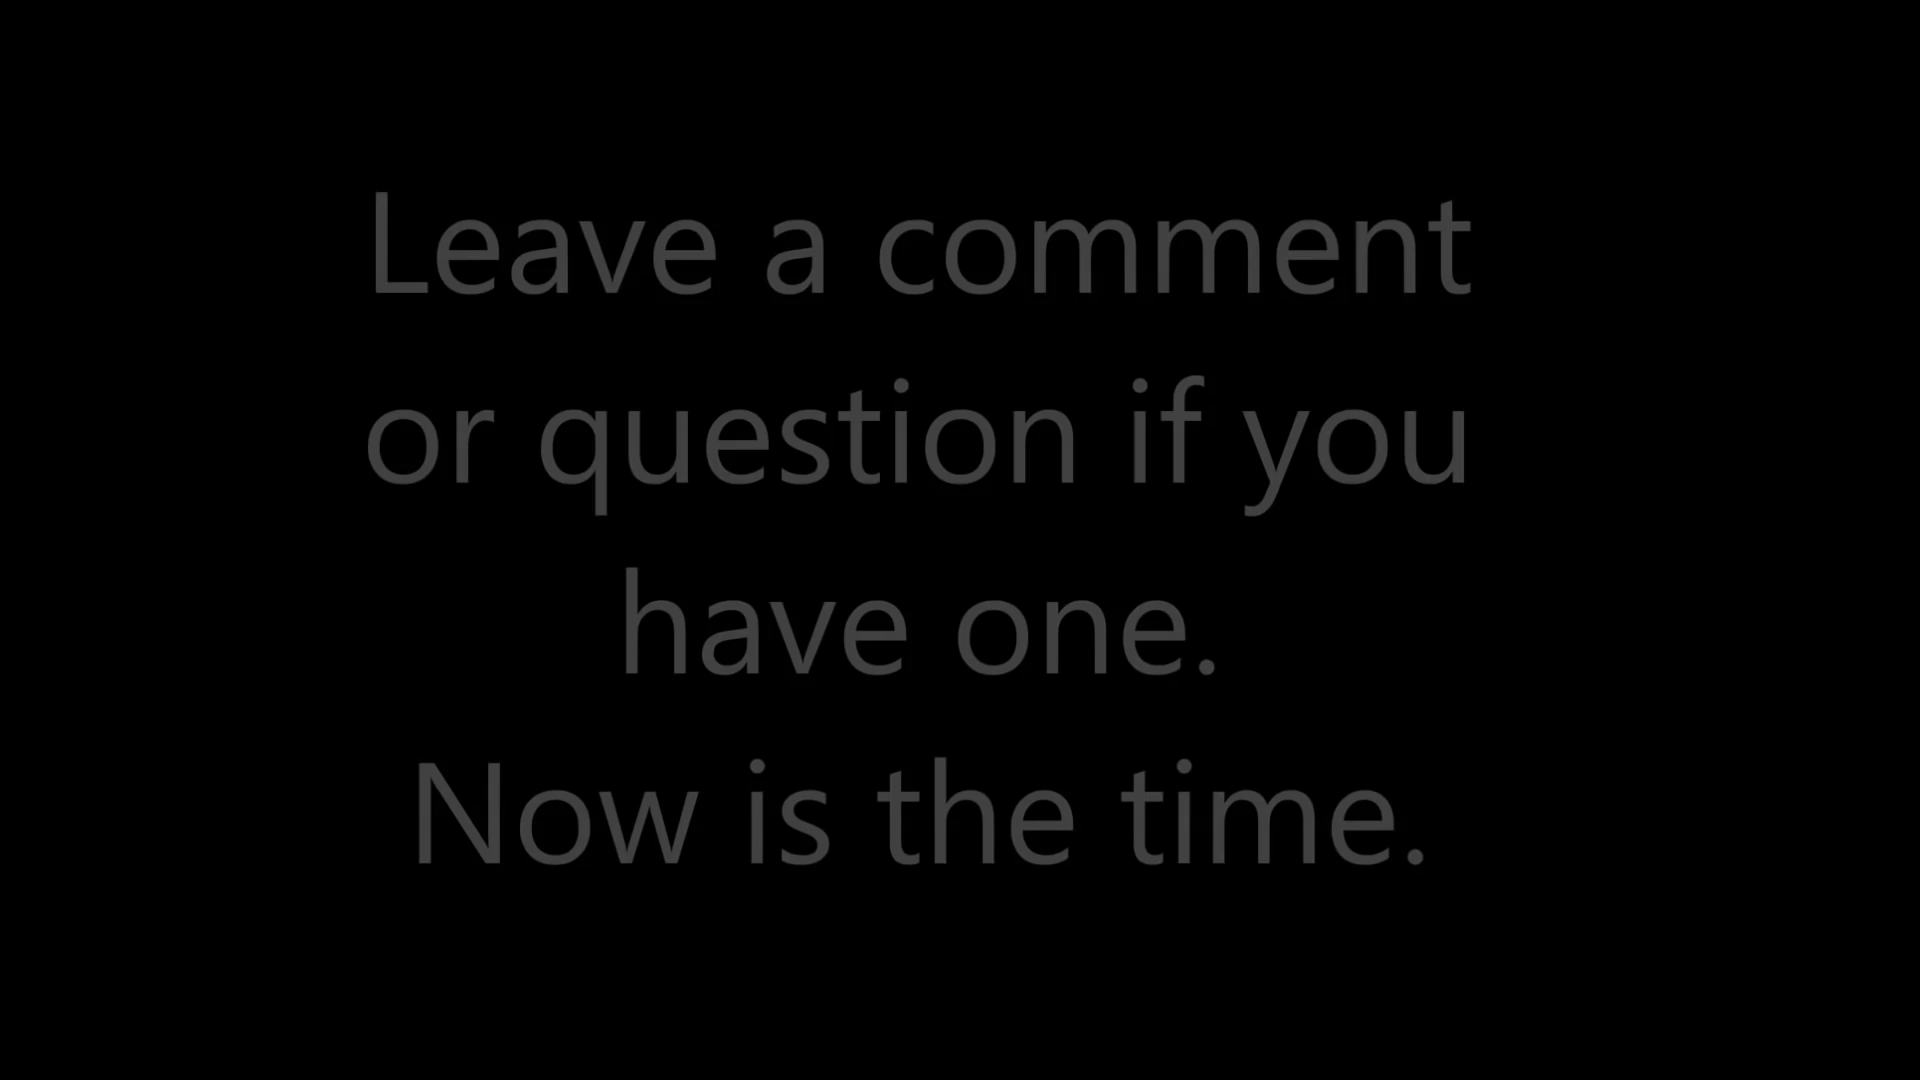 Leave a comment
or question if you
have one.
Now is the time.